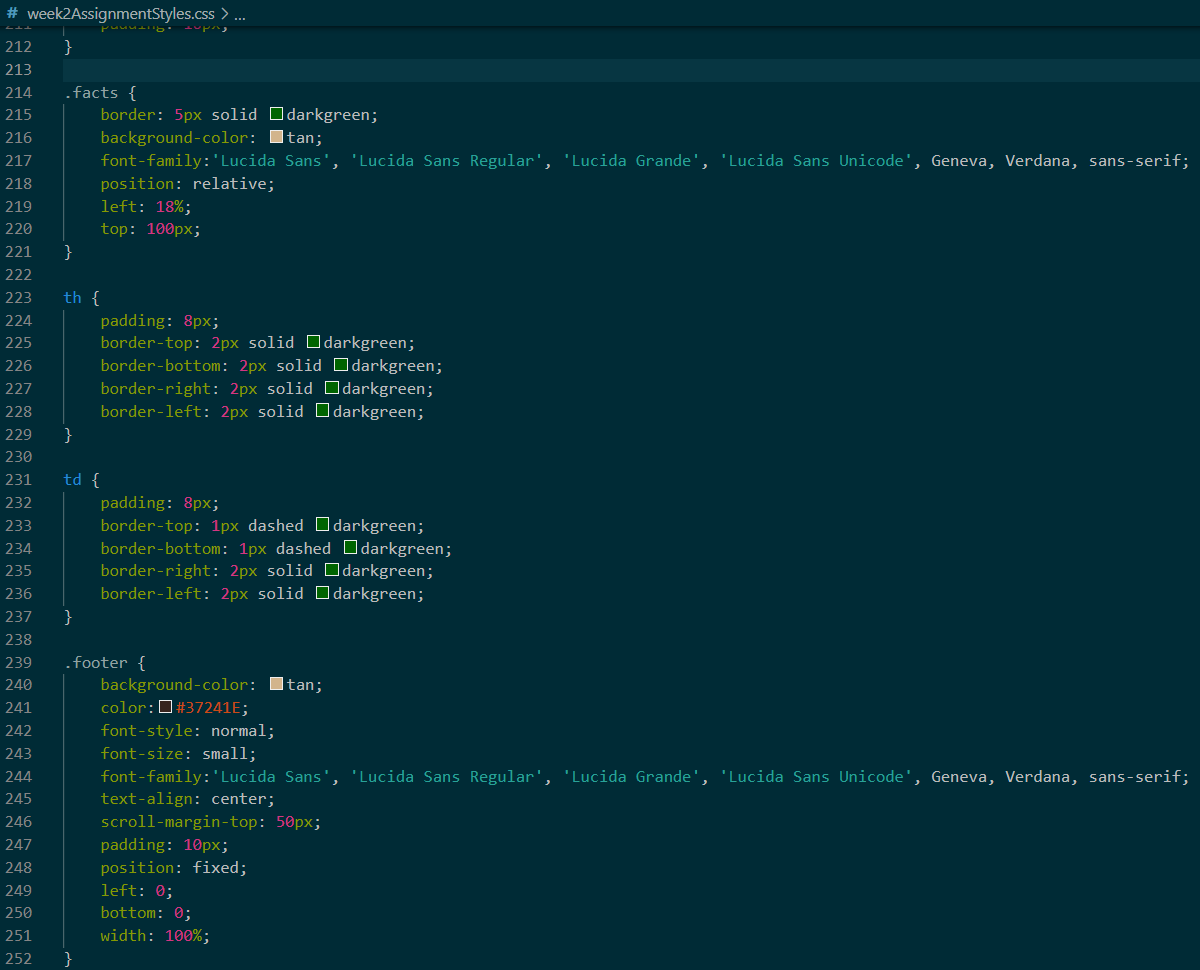 # week2AssignmentStyles.css > ...
211 padding: 10px;
212 }
213
214 .facts {
215 border: 5px solid darkgreen;
216 background-color: tan;
217 font-family:'Lucida Sans', 'Lucida Sans Regular', 'Lucida Grande', 'Lucida Sans Unicode', Geneva, Verdana, sans-serif;
218 position: relative;
219 left: 18%;
220 top: 100px;
221 }
222
223 th {
224 padding: 8px;
225 border-top: 2px solid darkgreen;
226 border-bottom: 2px solid darkgreen;
227 border-right: 2px solid darkgreen;
228 border-left: 2px solid darkgreen;
229 }
230
231 td {
232 padding: 8px;
233 border-top: 1px dashed darkgreen;
234 border-bottom: 1px dashed darkgreen;
235 border-right: 2px solid darkgreen;
236 border-left: 2px solid darkgreen;
237 }
238
239 .footer {
240 background-color: tan;
241 color:#37241E;
242 font-style: normal;
243 font-size: small;
244 font-family:'Lucida Sans', 'Lucida Sans Regular', 'Lucida Grande', 'Lucida Sans Unicode', Geneva, Verdana, sans-serif;
245 text-align: center;
246 scroll-margin-top: 50px;
247 padding: 10px;
248 position: fixed;
249 left: 0;
250 bottom: 0;
251 width: 100%;
252 }